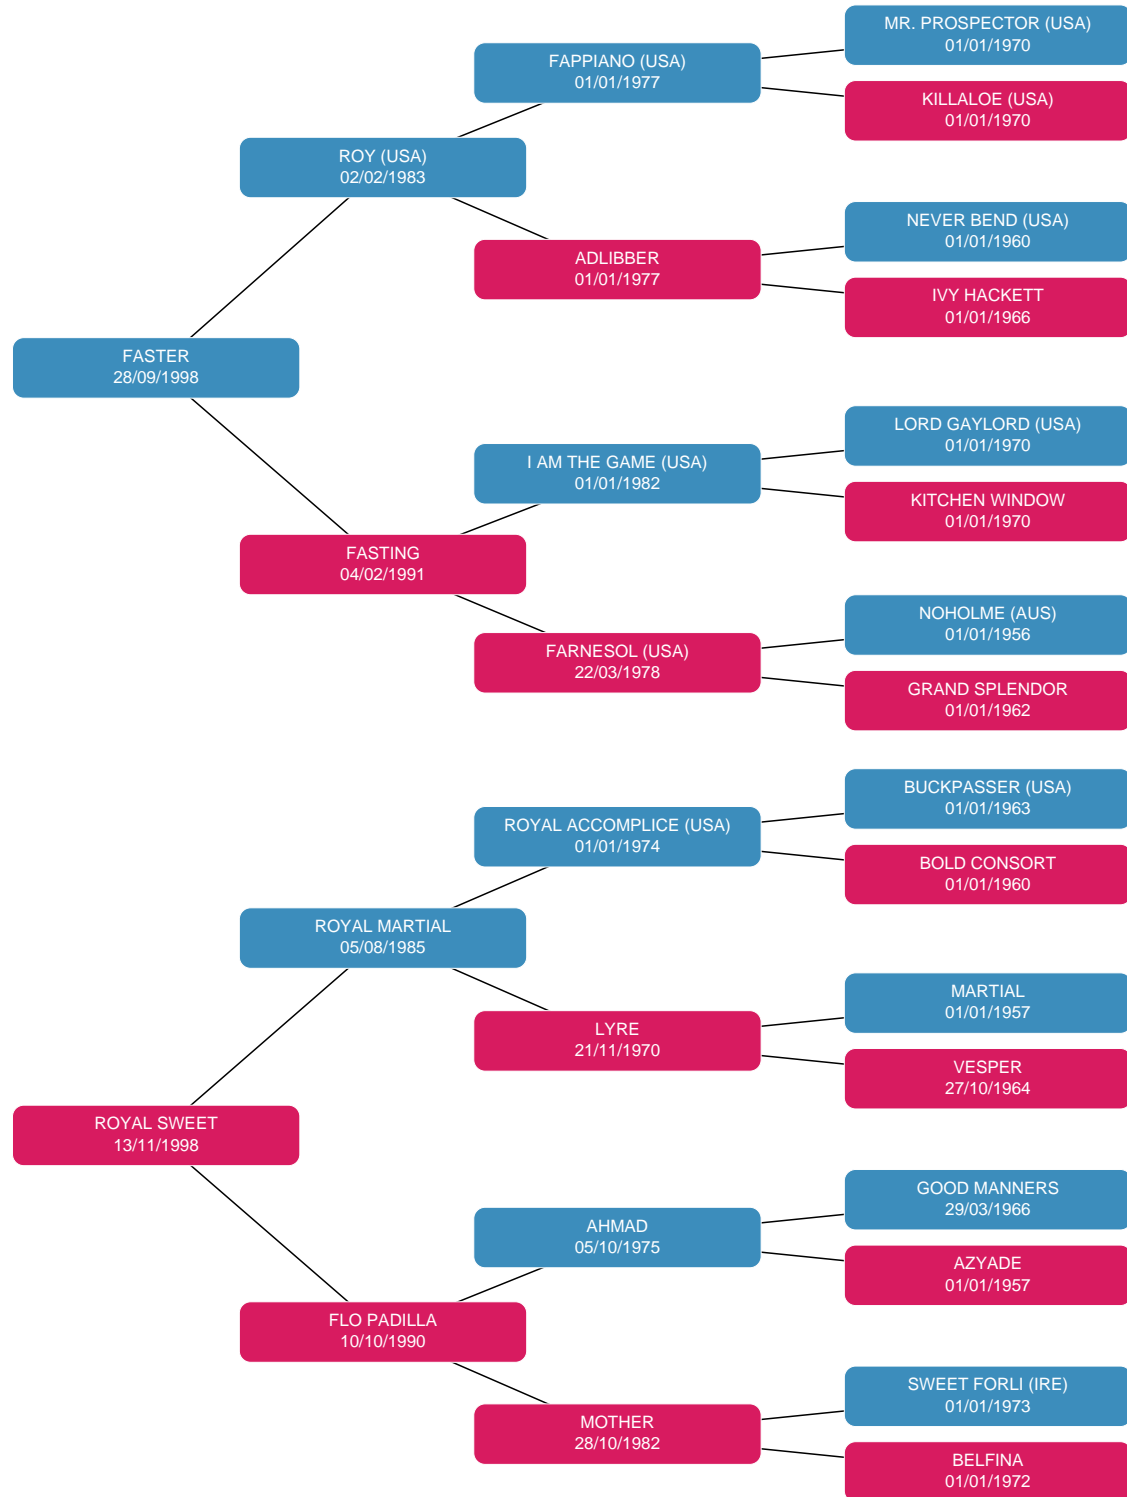 MR. PROSPECTOR (USA)
01/01/1970
FAPPIANO (USA)
01/01/1977
KILLALOE (USA)
01/01/1970
ROY (USA)
02/02/1983
NEVER BEND (USA)
01/01/1960
ADLIBBER
01/01/1977
IVY HACKETT
01/01/1966
FASTER
28/09/1998
LORD GAYLORD (USA)
01/01/1970
I AM THE GAME (USA)
01/01/1982
KITCHEN WINDOW
01/01/1970
FASTING
04/02/1991
NOHOLME (AUS)
01/01/1956
FARNESOL (USA)
22/03/1978
GRAND SPLENDOR
01/01/1962
BUCKPASSER (USA)
01/01/1963
ROYAL ACCOMPLICE (USA)
01/01/1974
BOLD CONSORT
01/01/1960
ROYAL MARTIAL
05/08/1985
MARTIAL
01/01/1957
LYRE
21/11/1970
VESPER
27/10/1964
ROYAL SWEET
13/11/1998
GOOD MANNERS
29/03/1966
AHMAD
05/10/1975
AZYADE
01/01/1957
FLO PADILLA
10/10/1990
SWEET FORLI (IRE)
01/01/1973
MOTHER
28/10/1982
BELFINA
01/01/1972